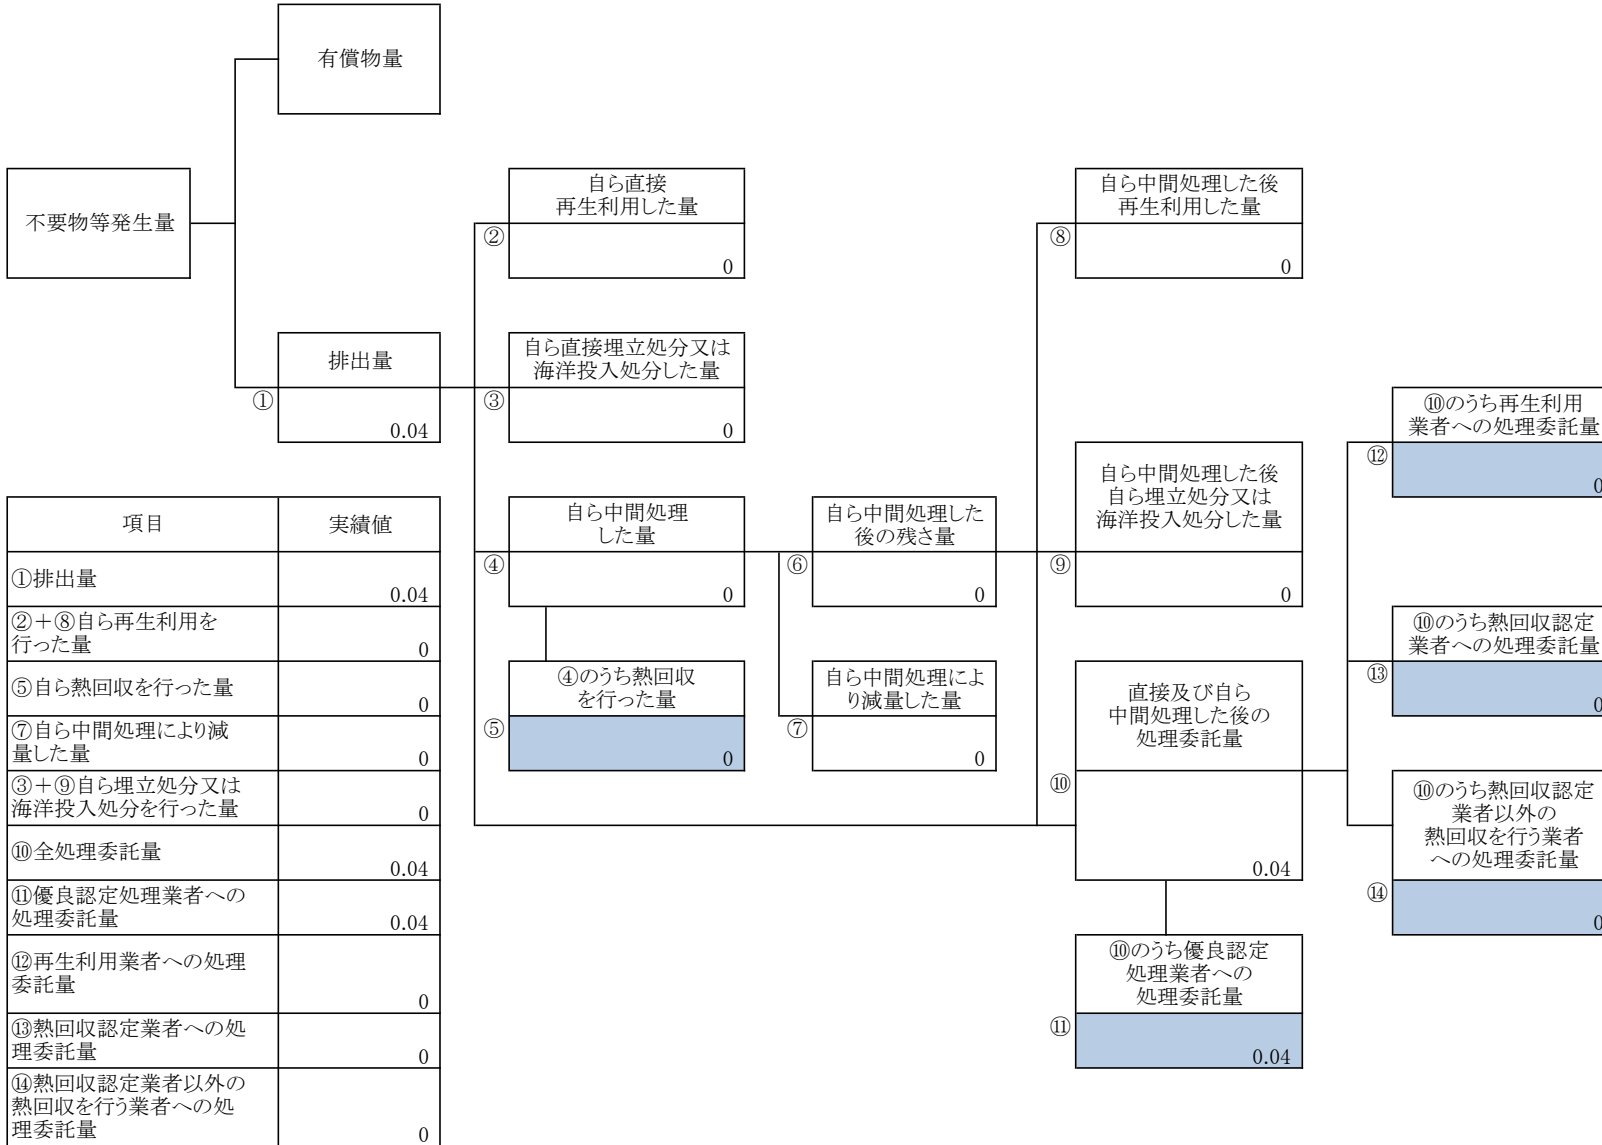 有償物量
不要物等発生量
自ら直接
再生利用した量
②
0
自ら中間処理した後
再生利用した量
⑧
0
排出量
①
0.04
自ら直接埋立処分又は
海洋投入処分した量
③
0
⑩のうち再生利用
業者への処理委託量
⑫
0
自ら中間処理
した量
④
0
自ら中間処理した
後の残さ量
⑥
0
自ら中間処理した後
自ら埋立処分又は
海洋投入処分した量
⑨
0
⑩のうち熱回収認定
業者への処理委託量
⑬
0
④のうち熱回収
を行った量
⑤
0
自ら中間処理によ
り減量した量
⑦
0
直接及び自ら
中間処理した後の
処理委託量
⑩
0.04
⑩のうち熱回収認定
業者以外の
熱回収を行う業者
への処理委託量
⑭
0
⑩のうち優良認定
処理業者への
処理委託量
⑪
0.04
項目 実績値
①排出量
0.04
②＋⑧自ら再生利用を
行った量
0
⑤自ら熱回収を行った量
0
⑦自ら中間処理により減
量した量
0
③＋⑨自ら埋立処分又は
海洋投入処分を行った量
0
⑩全処理委託量
0.04
⑪優良認定処理業者への
処理委託量
0.04
⑫再生利用業者への処理
委託量
0
⑬熱回収認定業者への処
理委託量
0
⑭熱回収認定業者以外の
熱回収を行う業者への処
理委託量
0